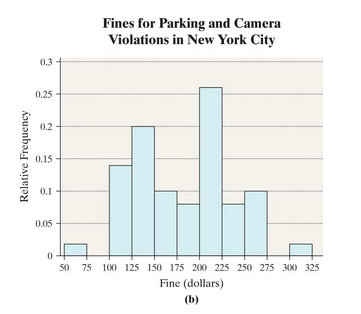 Fines for Parking and Camera
Violations in New York City
0.3
0.25
0.2
0.15
0.1
0.05
0
Relative Frequency
50 75 100 125 150 175 200 225 250 275 300 325
Fine (dollars)
(b)